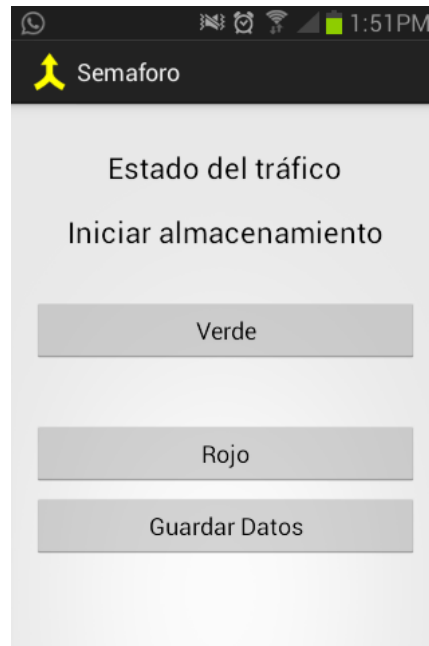 1:51PM
Semaforo
Estado del tráfico
Iniciar almacenamiento
Verde
Rojo
Guardar Datos